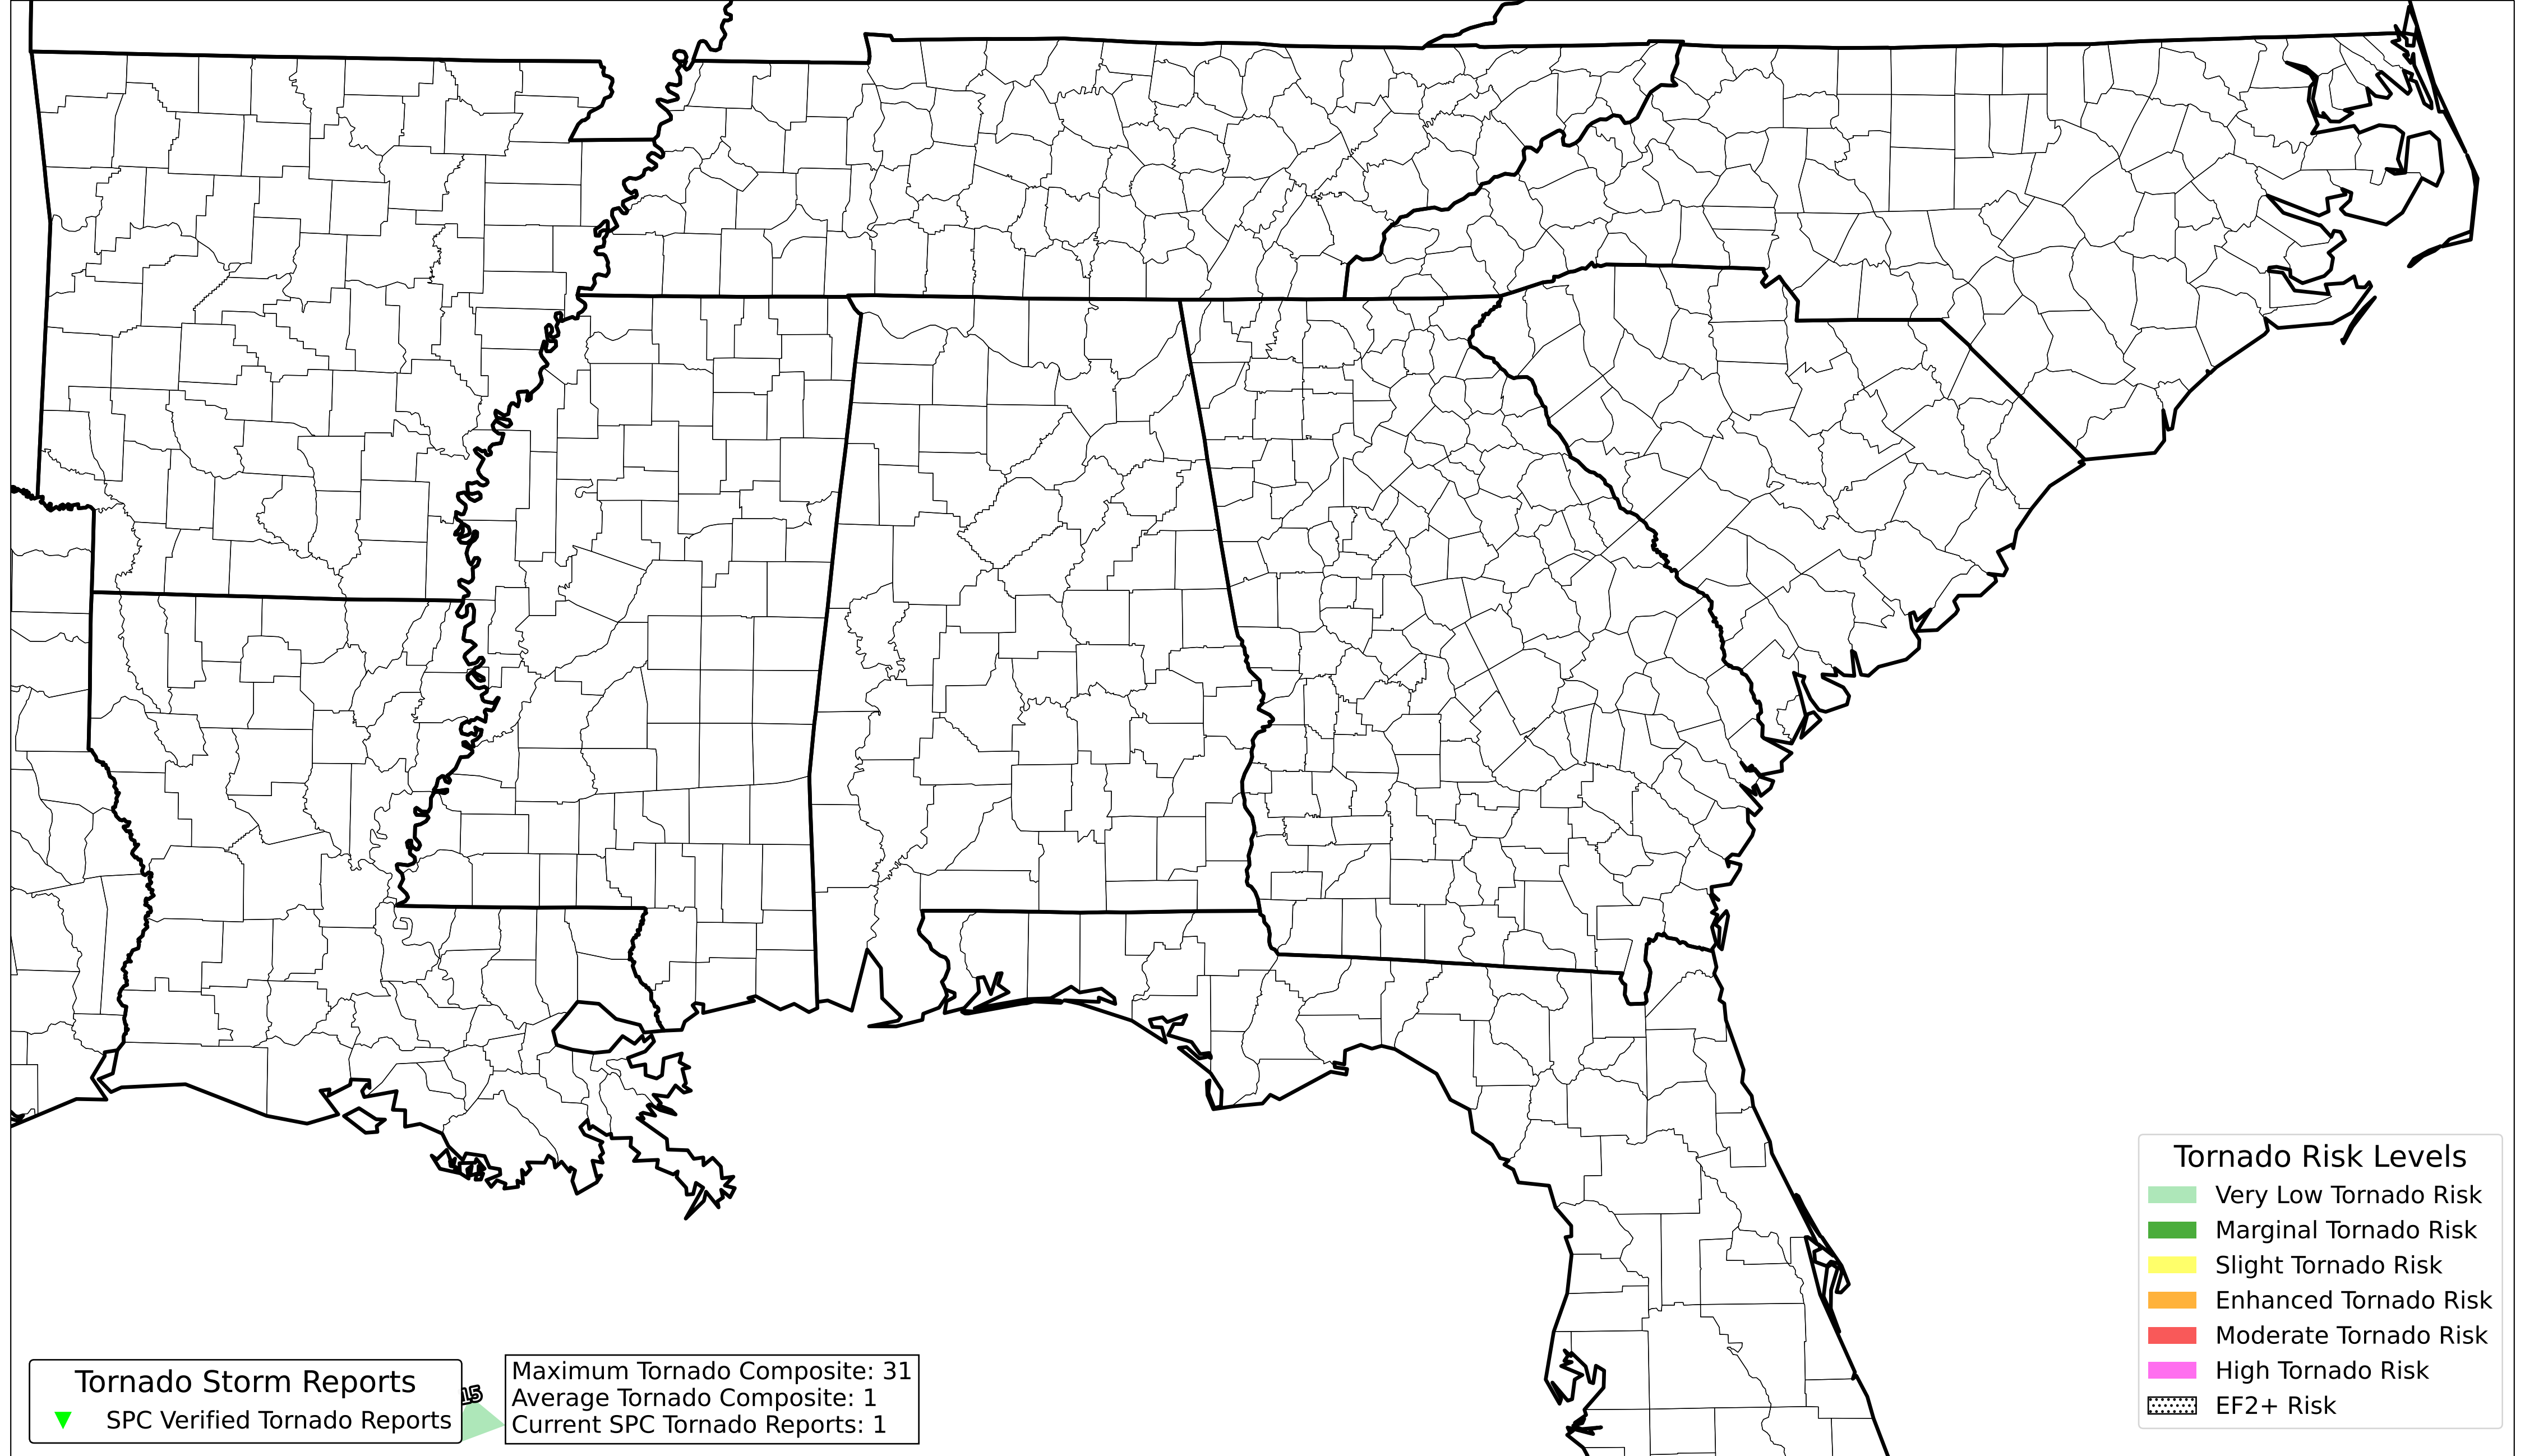 Tornado Risk Levels
Very Low Tornado Risk
Marginal Tornado Risk
Slight Tornado Risk
Enhanced Tornado Risk
Moderate Tornado Risk
High Tornado Risk
EF2+ Risk
Tornado Storm Reports
SPC Verified Tornado Reports
15
Maximum Tornado Composite: 31
Average Tornado Composite: 1
Current SPC Tornado Reports: 1